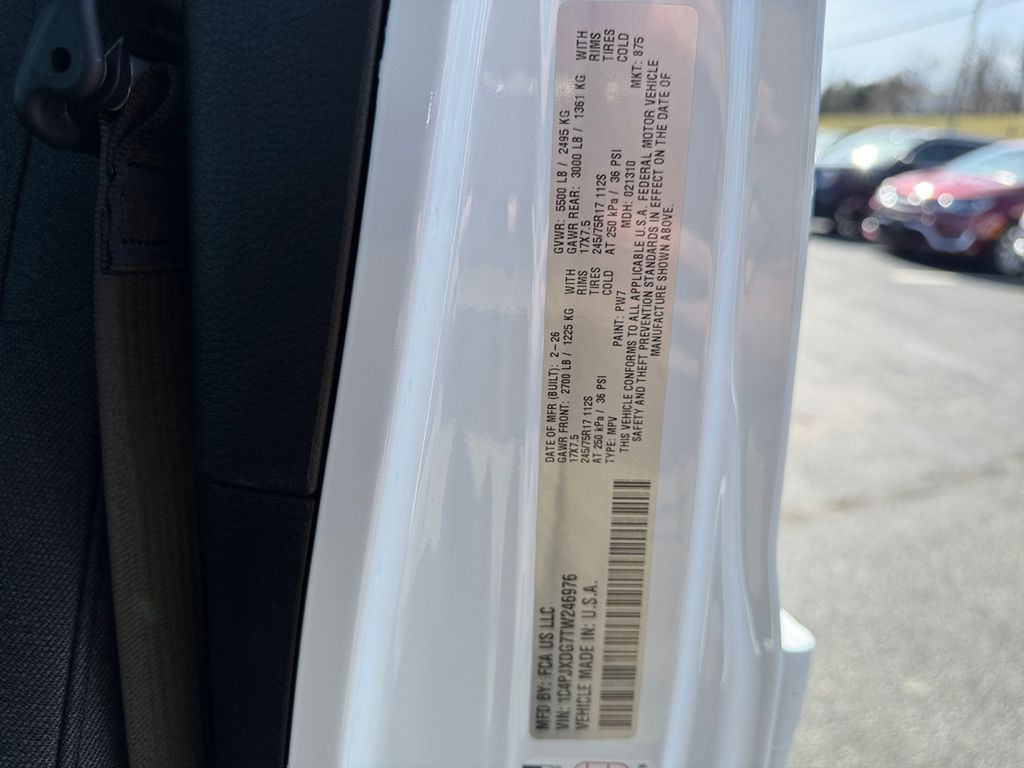 MFD BY: FCA US LLC
VIN: 1C4PJXDG7TW246976
VEHICLE MADE IN: U.S.A.
DATE OF MFR (BUILT): 2-26
GAWR FRONT: 2700 LB / 1225 KG WITH
17X7.5 RIMS
245/75R17 112S TIRES
AT 250 kPa / 36 PSI COLD
GVWR: 5500 LB / 2495 KG
GAWR REAR: 3000 LB / 1361 KG WITH
17X7.5 RIMS
245/75R17 112S TIRES
AT 250 kPa / 36 PSI COLD
TYPE: MPV PAINT: PW7 MDH: 021310 MKT: 875
THIS VEHICLE CONFORMS TO ALL APPLICABLE U.S.A. FEDERAL MOTOR VEHICLE
SAFETY AND THEFT PREVENTION STANDARDS IN EFFECT ON THE DATE OF
MANUFACTURE SHOWN ABOVE.